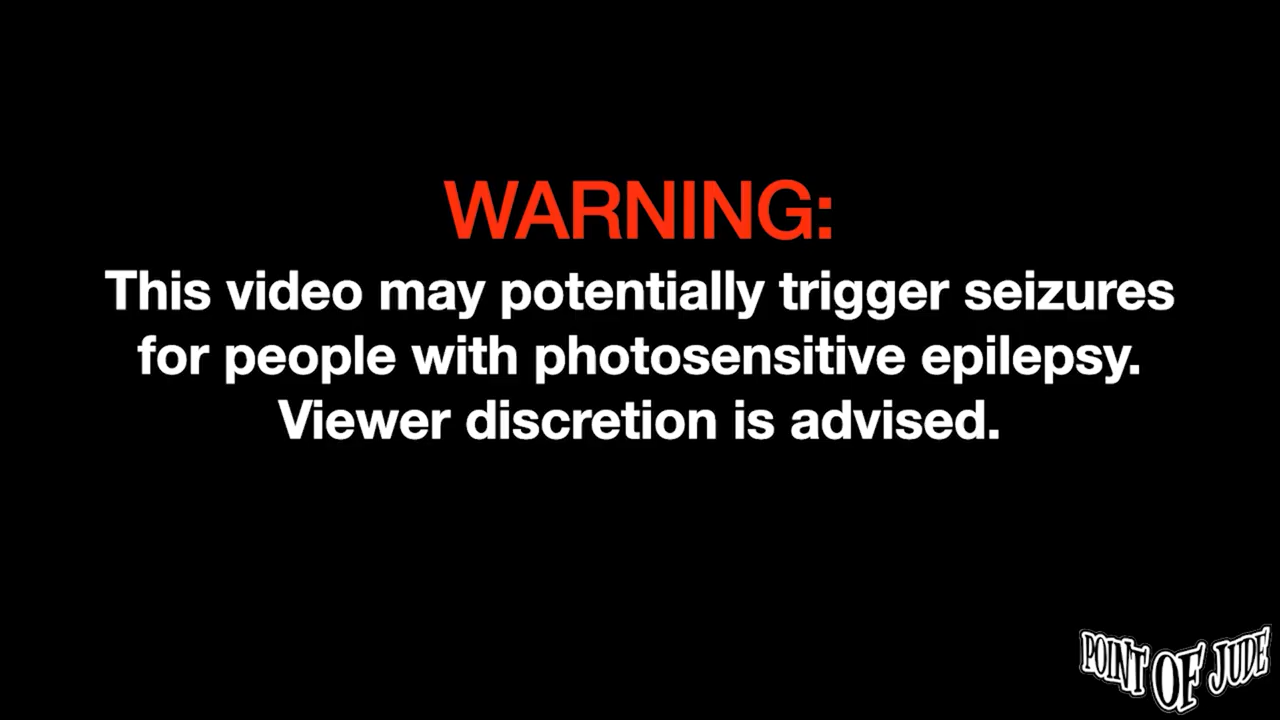 WARNING:
This video may potentially trigger seizures
for people with photosensitive epilepsy.
Viewer discretion is advised.
POINT OF JUDE